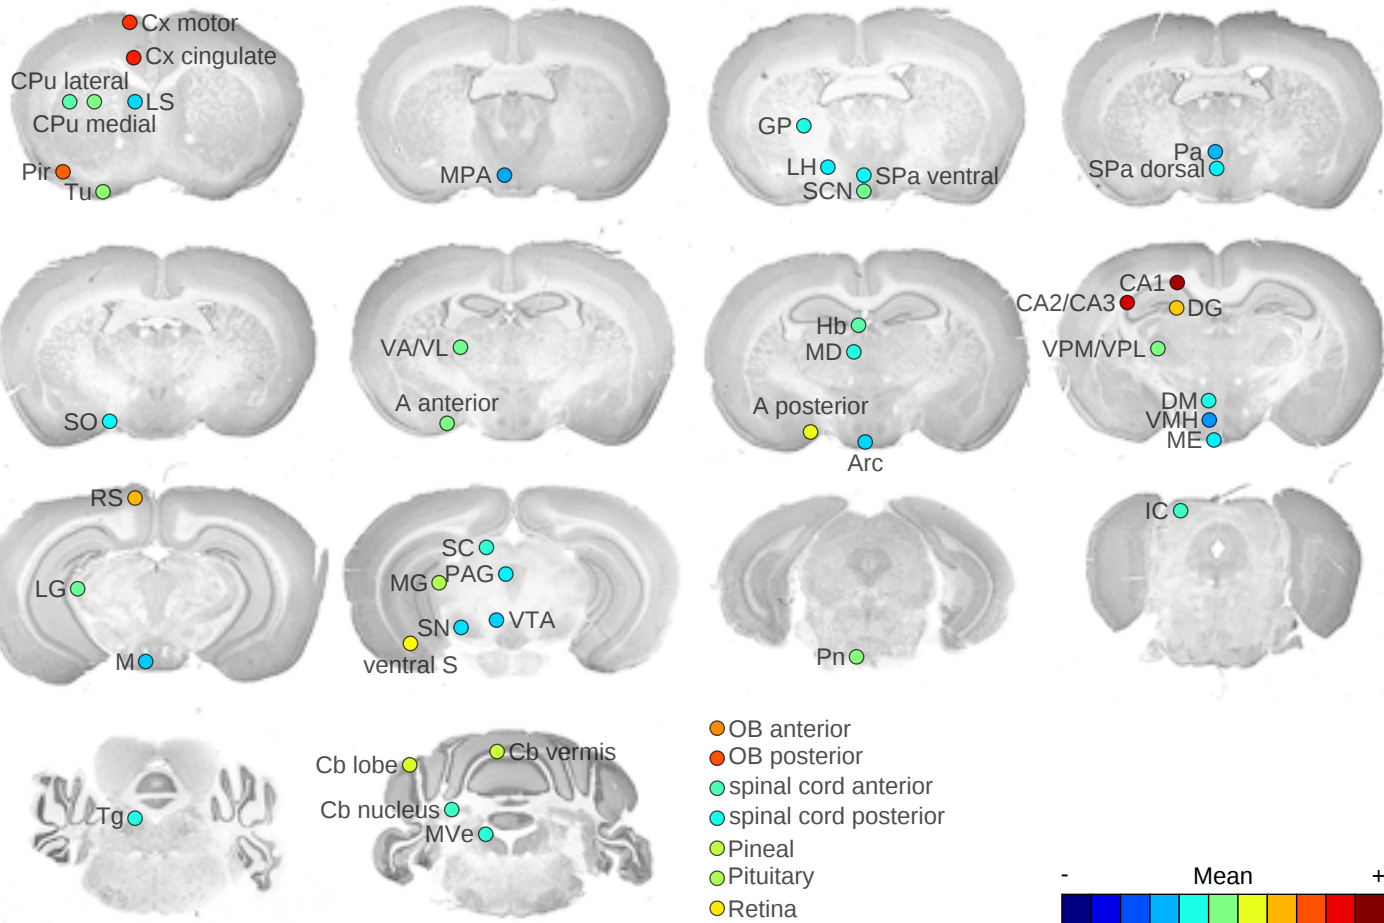 Cx motor
Cx cingulate
CPu lateral
LS
CPu medial
Pir
Tu
MPA
GP
LH
SPa ventral
SCN
Pa
SPa dorsal
SO
VA/VL
A anterior
Hb
MD
A posterior
Arc
CA1
CA2/CA3
DG
VPM/VPL
DM
VMH
ME
RS
LG
M
SC
PAG
MG
SN
VTA
ventral S
Pn
IC
Tg
Cb vermis
Cb lobe
Cb nucleus
MVe
OB anterior
OB posterior
spinal cord anterior
spinal cord posterior
Pineal
Pituitary
Retina
- Mean +